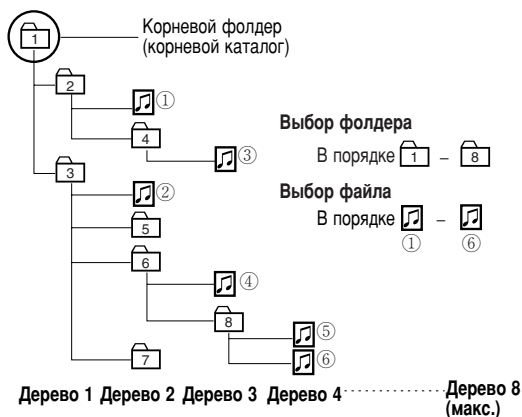 Корневой фолдер
(корневой каталог)
1
2
①
4
③
3
②
5
6
④
8
⑤
⑥
7
Выбор фолдера
В порядке 1 – 8
Выбор файла
В порядке –
① ⑥
Дерево 1 Дерево 2 Дерево 3 Дерево 4 Дерево 8
(макс.)